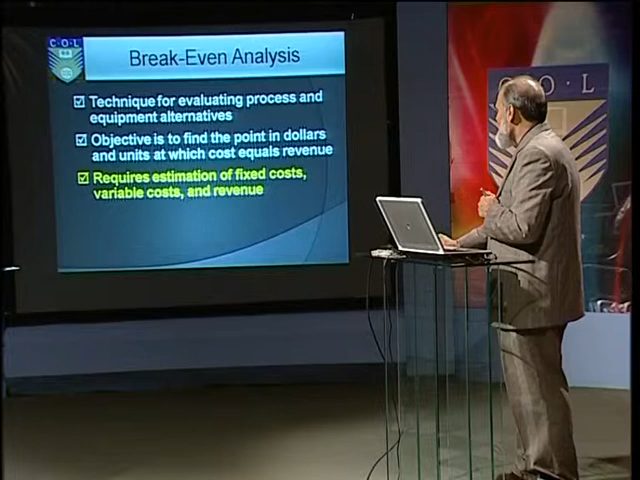 C.O.L
Break-Even Analysis
Technique for evaluating process and
equipment alternatives
Objective is to find the point in dollars
and units at which cost equals revenue
Requires estimation of fixed costs,
variable costs, and revenue
C·O·L